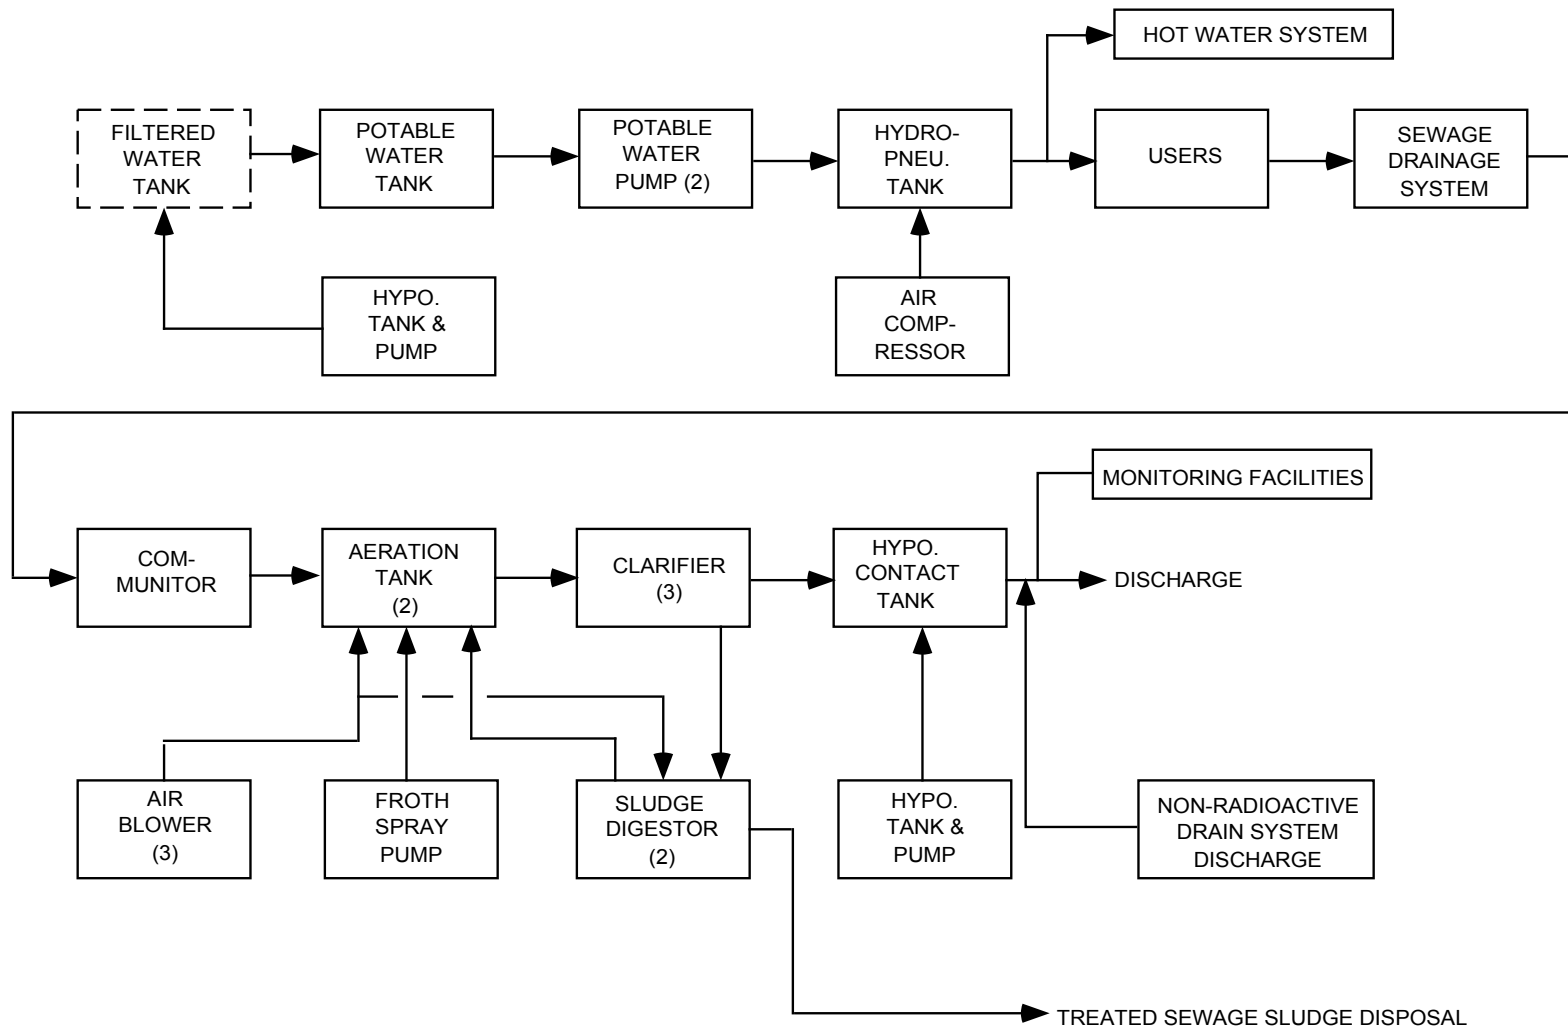 HOT WATER SYSTEM
FILTERED
WATER
TANK
POTABLE
WATER
TANK
POTABLE
WATER
PUMP (2)
HYDRO-
PNEU.
TANK
USERS
SEWAGE
DRAINAGE
SYSTEM
HYPO.
TANK &
PUMP
AIR
COMP-
RESSOR
MONITORING FACILITIES
COM-
MUNITOR
AERATION
TANK
(2)
CLARIFIER
(3)
HYPO.
CONTACT
TANK
DISCHARGE
AIR
BLOWER
(3)
FROTH
SPRAY
PUMP
SLUDGE
DIGESTOR
(2)
HYPO.
TANK &
PUMP
NON-RADIOACTIVE
DRAIN SYSTEM
DISCHARGE
TREATED SEWAGE SLUDGE DISPOSAL